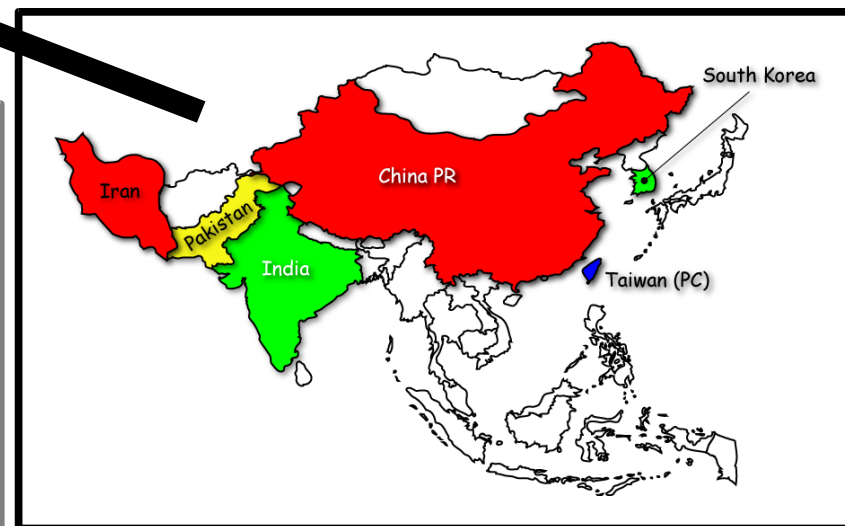 South Korea
China PR
Iran
Pakistan
India
Taiwan (PC)